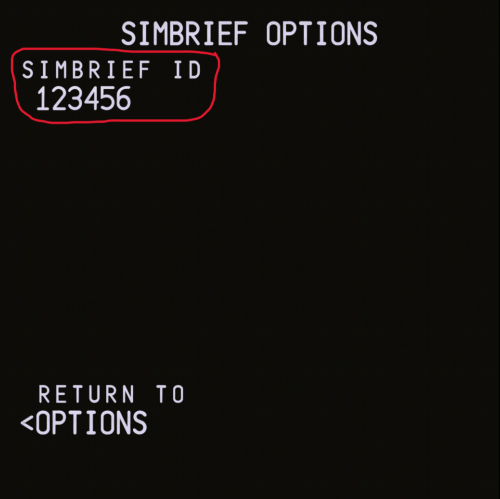 SIMBRIEF OPTIONS
SIMBRIEF ID
123456
RETURN TO
<OPTIONS